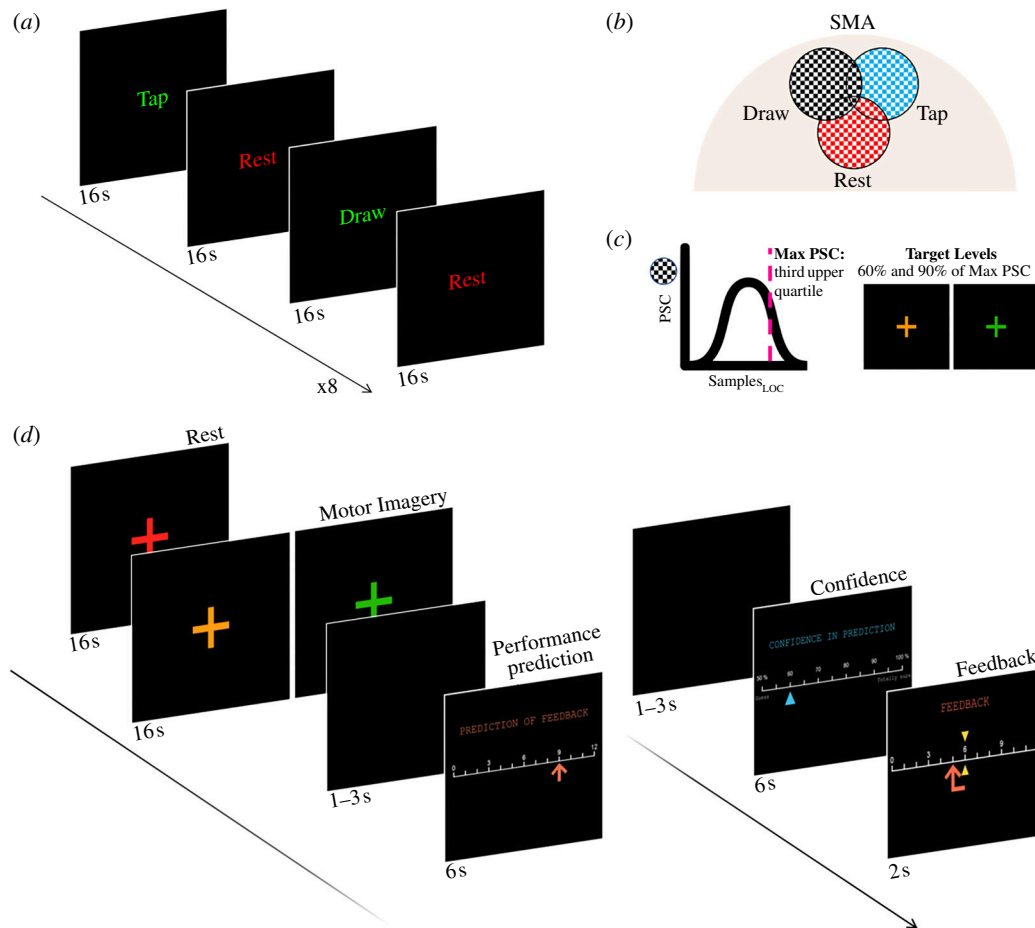 (a)
Tap
16 s
Rest
16 s
Draw
16 s
Rest
16 s
x8
(b)
SMA
Draw
Tap
Rest
(c)
PSC
Max PSC:
third upper
quartile
Samples LOC
Target Levels
60% and 90% of Max PSC
(d)
Rest
16 s
Motor Imagery
16 s
1–3 s
Performance
prediction
PREDICTION OF FEEDBACK
0 3 6 9 12
6 s
1–3 s
Confidence
CONFIDENCE IN PREDICTION
50 % 60 70 80 90 100 %
Guess Totally sure
6 s
Feedback
FEEDBACK
0 3 6 9
2 s